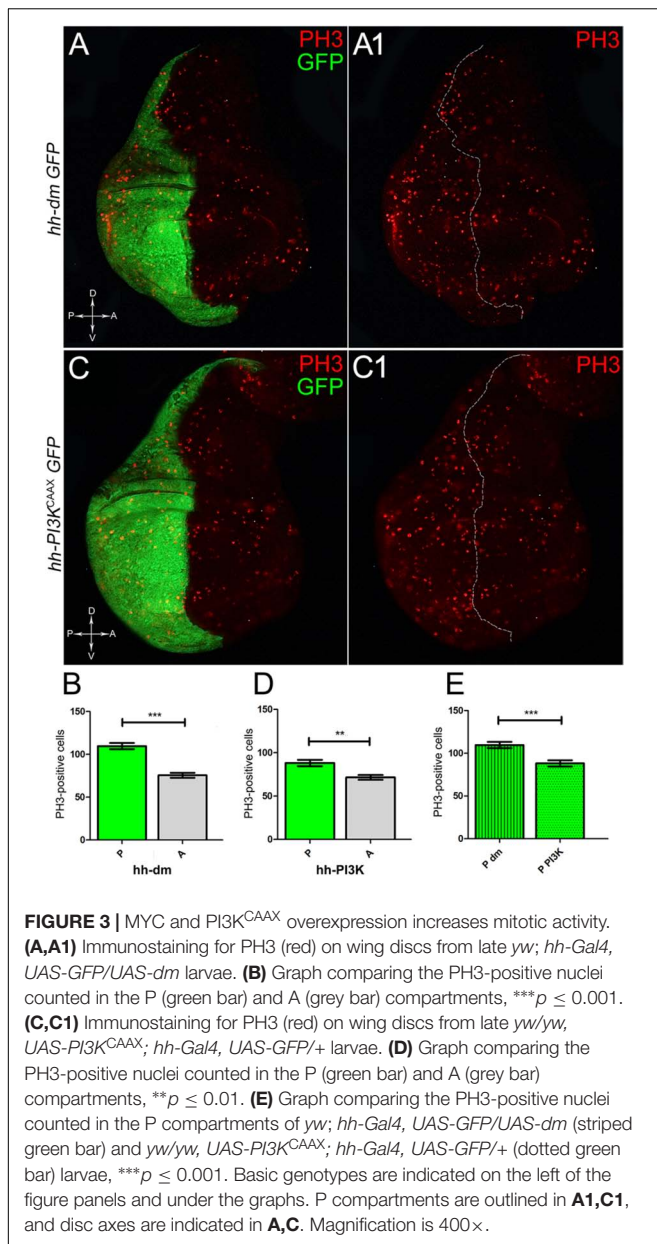 A
PH3
GFP
A1
PH3
hh-dm GFP
D
P A
V
C
PH3
GFP
C1
PH3
hh-PI3K^CAAX GFP
D
P A
V
B
D
E
PH3-positive cells
150
100
50
0
***
P
A
hh-dm
PH3-positive cells
150
100
50
0
**
P
A
hh-PI3K
PH3-positive cells
150
100
50
0
***
P dm
P PI3K
FIGURE 3 | MYC and PI3K^CAAX overexpression increases mitotic activity.
(A,A1) Immunostaining for PH3 (red) on wing discs from late yw; hh-Gal4,
UAS-GFP/UAS-dm larvae. (B) Graph comparing the PH3-positive nuclei
counted in the P (green bar) and A (grey bar) compartments, ***p ≤ 0.001.
(C,C1) Immunostaining for PH3 (red) on wing discs from late yw/yw,
UAS-PI3K^CAAX; hh-Gal4, UAS-GFP/+ larvae. (D) Graph comparing the
PH3-positive nuclei counted in the P (green bar) and A (grey bar)
compartments, **p ≤ 0.01. (E) Graph comparing the PH3-positive nuclei
counted in the P compartments of yw; hh-Gal4, UAS-GFP/UAS-dm (striped
green bar) and yw/yw, UAS-PI3K^CAAX; hh-Gal4, UAS-GFP/+ (dotted green
bar) larvae, ***p ≤ 0.001. Basic genotypes are indicated on the left of the
figure panels and under the graphs. P compartments are outlined in A1,C1,
and disc axes are indicated in A,C. Magnification is 400×.